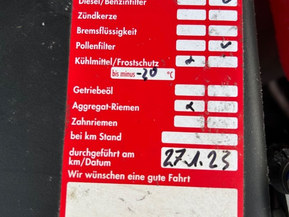 Diesel/Benzinfilter
Zündkerze
Bremsflüssigkeit
Pollenfilter ✓
Kühlmittel/Frostschutz
bis minus -30 °C
Getriebeöl
Aggregat-Riemen
Zahnriemen
bei km Stand
durchgeführt am
km/Datum 27.1.23
Wir wünschen eine gute Fahrt